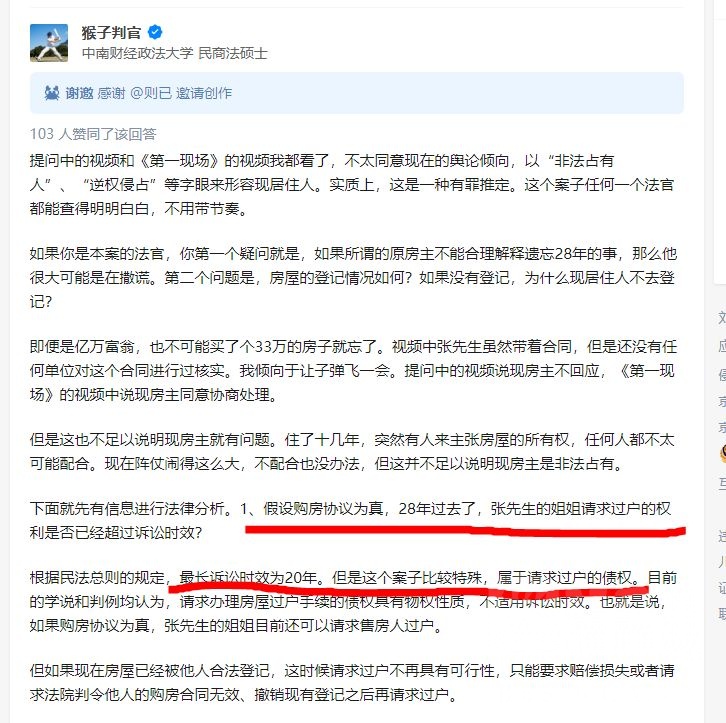 猴子判官
中南财经政法大学 民商法硕士
谢邀 感谢 @则已 邀请创作
103 人赞同了该回答
提问中的视频和《第一现场》的视频我都看了，不太同意现在的舆论倾向，以“非法占有
人”、“逆权侵占”等字眼来形容现居住人。实质上，这是一种有罪推定。这个案子任何一个法官
都能查得明明白白，不用带节奏。
如果你是本案的法官，你第一个疑问就是，如果所谓的原房主不能合理解释遗忘28年的事，那么他
很大可能是在撒谎。第二个问题是，房屋的登记情况如何？如果没有登记，为什么现居住人不去登
记？
即便是亿万富翁，也不可能买了个33万的房子就忘了。视频中张先生虽然带着合同，但是还没有任
何单位对这个合同进行过核实。我倾向于让子弹飞一会。提问中的视频说现房主不回应，《第一现
场》的视频中说现房主同意协商处理。
但是这也不足以说明现房主就有问题。住了十几年，突然有人来主张房屋的所有权，任何人都不太
可能配合。现在阵仗闹得这么大，不配合也没办法，但这并不足以说明现房主是非法占有。
下面就先有信息进行法律分析。1、假设购房协议为真，28年过去了，张先生的姐姐请求过户的权
利是否已经超过诉讼时效？
根据民法总则的规定，最长诉讼时效为20年。但是这个案子比较特殊，属于请求过户的债权。目前
的学说和判例均认为，请求办理房屋过户手续的债权具有物权性质，不适用诉讼时效。也就是说，
如果购房协议为真，张先生的姐姐目前还可以请求售房人过户。
但如果现在房屋已经被他人合法登记，这时候请求过户不再具有可行性，只能要求赔偿损失或者请
求法院判令他人的购房合同无效、撤销现有登记之后再请求过户。